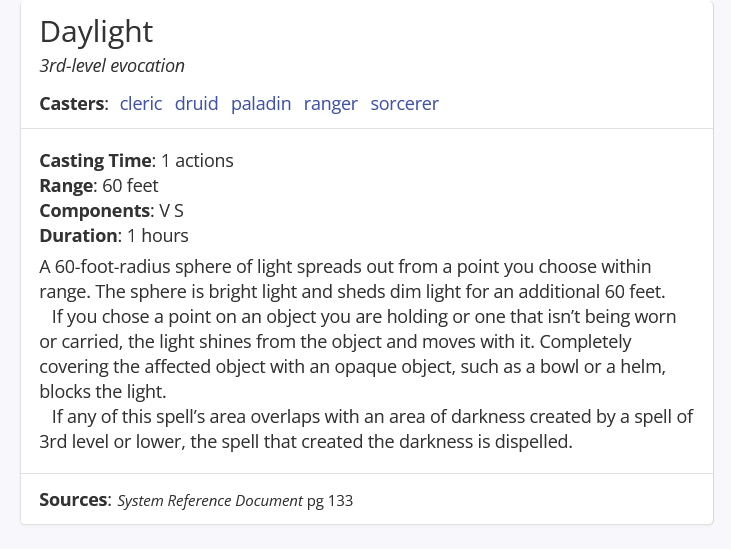 Daylight
3rd-level evocation
Casters: cleric druid paladin ranger sorcerer
Casting Time: 1 actions
Range: 60 feet
Components: V S
Duration: 1 hours
A 60-foot-radius sphere of light spreads out from a point you choose within
range. The sphere is bright light and sheds dim light for an additional 60 feet.
If you chose a point on an object you are holding or one that isn’t being worn
or carried, the light shines from the object and moves with it. Completely
covering the affected object with an opaque object, such as a bowl or a helm,
blocks the light.
If any of this spell’s area overlaps with an area of darkness created by a spell of
3rd level or lower, the spell that created the darkness is dispelled.
Sources: System Reference Document pg 133